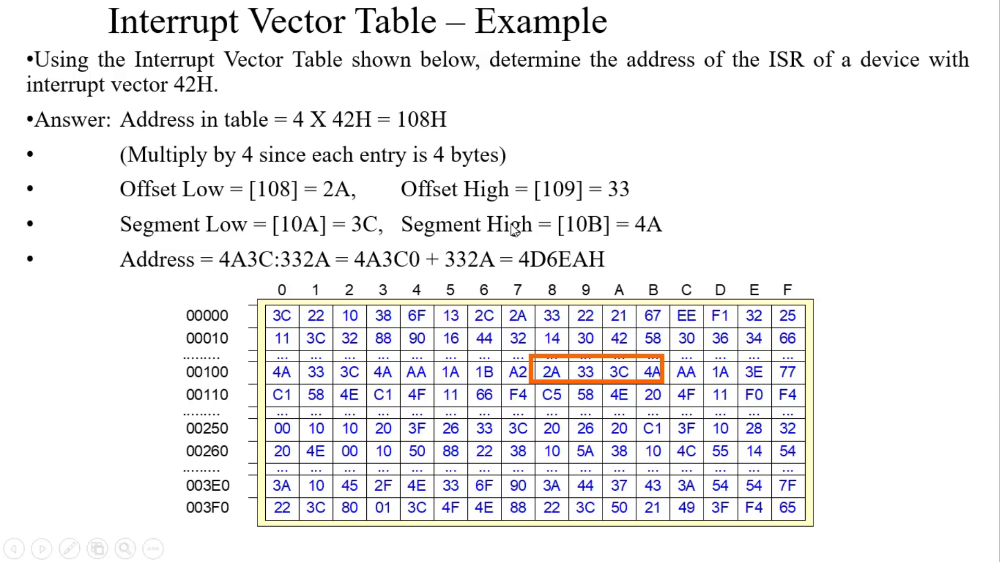 Interrupt Vector Table – Example
•Using the Interrupt Vector Table shown below, determine the address of the ISR of a device with
interrupt vector 42H.
•Answer: Address in table = 4 X 42H = 108H
• (Multiply by 4 since each entry is 4 bytes)
• Offset Low = [108] = 2A, Offset High = [109] = 33
• Segment Low = [10A] = 3C, Segment High = [10B] = 4A
• Address = 4A3C:332A = 4A3C0 + 332A = 4D6EAH
0 1 2 3 4 5 6 7 8 9 A B C D E F
00000 3C 22 10 38 6F 13 2C 2A 33 22 21 67 EE F1 32 25
00010 11 3C 32 88 90 16 44 32 14 30 42 58 30 36 34 66
......... ... ... ... ... ... ... ... ... ... ... ... ... ... ... ... ...
00100 4A 33 3C 4A AA 1A 1B A2 2A 33 3C 4A AA 1A 3E 77
00110 C1 58 4E C1 4F 11 66 F4 C5 58 4E 20 4F 11 F0 F4
......... ... ... ... ... ... ... ... ... ... ... ... ... ... ... ... ...
00250 00 10 10 20 3F 26 33 3C 20 26 20 C1 3F 10 28 32
00260 20 4E 00 10 50 88 22 38 10 5A 38 10 4C 55 14 54
......... ... ... ... ... ... ... ... ... ... ... ... ... ... ... ... ...
003E0 3A 10 45 2F 4E 33 6F 90 3A 44 37 43 3A 54 54 7F
003F0 22 3C 80 01 3C 4F 4E 88 22 3C 50 21 49 3F F4 65